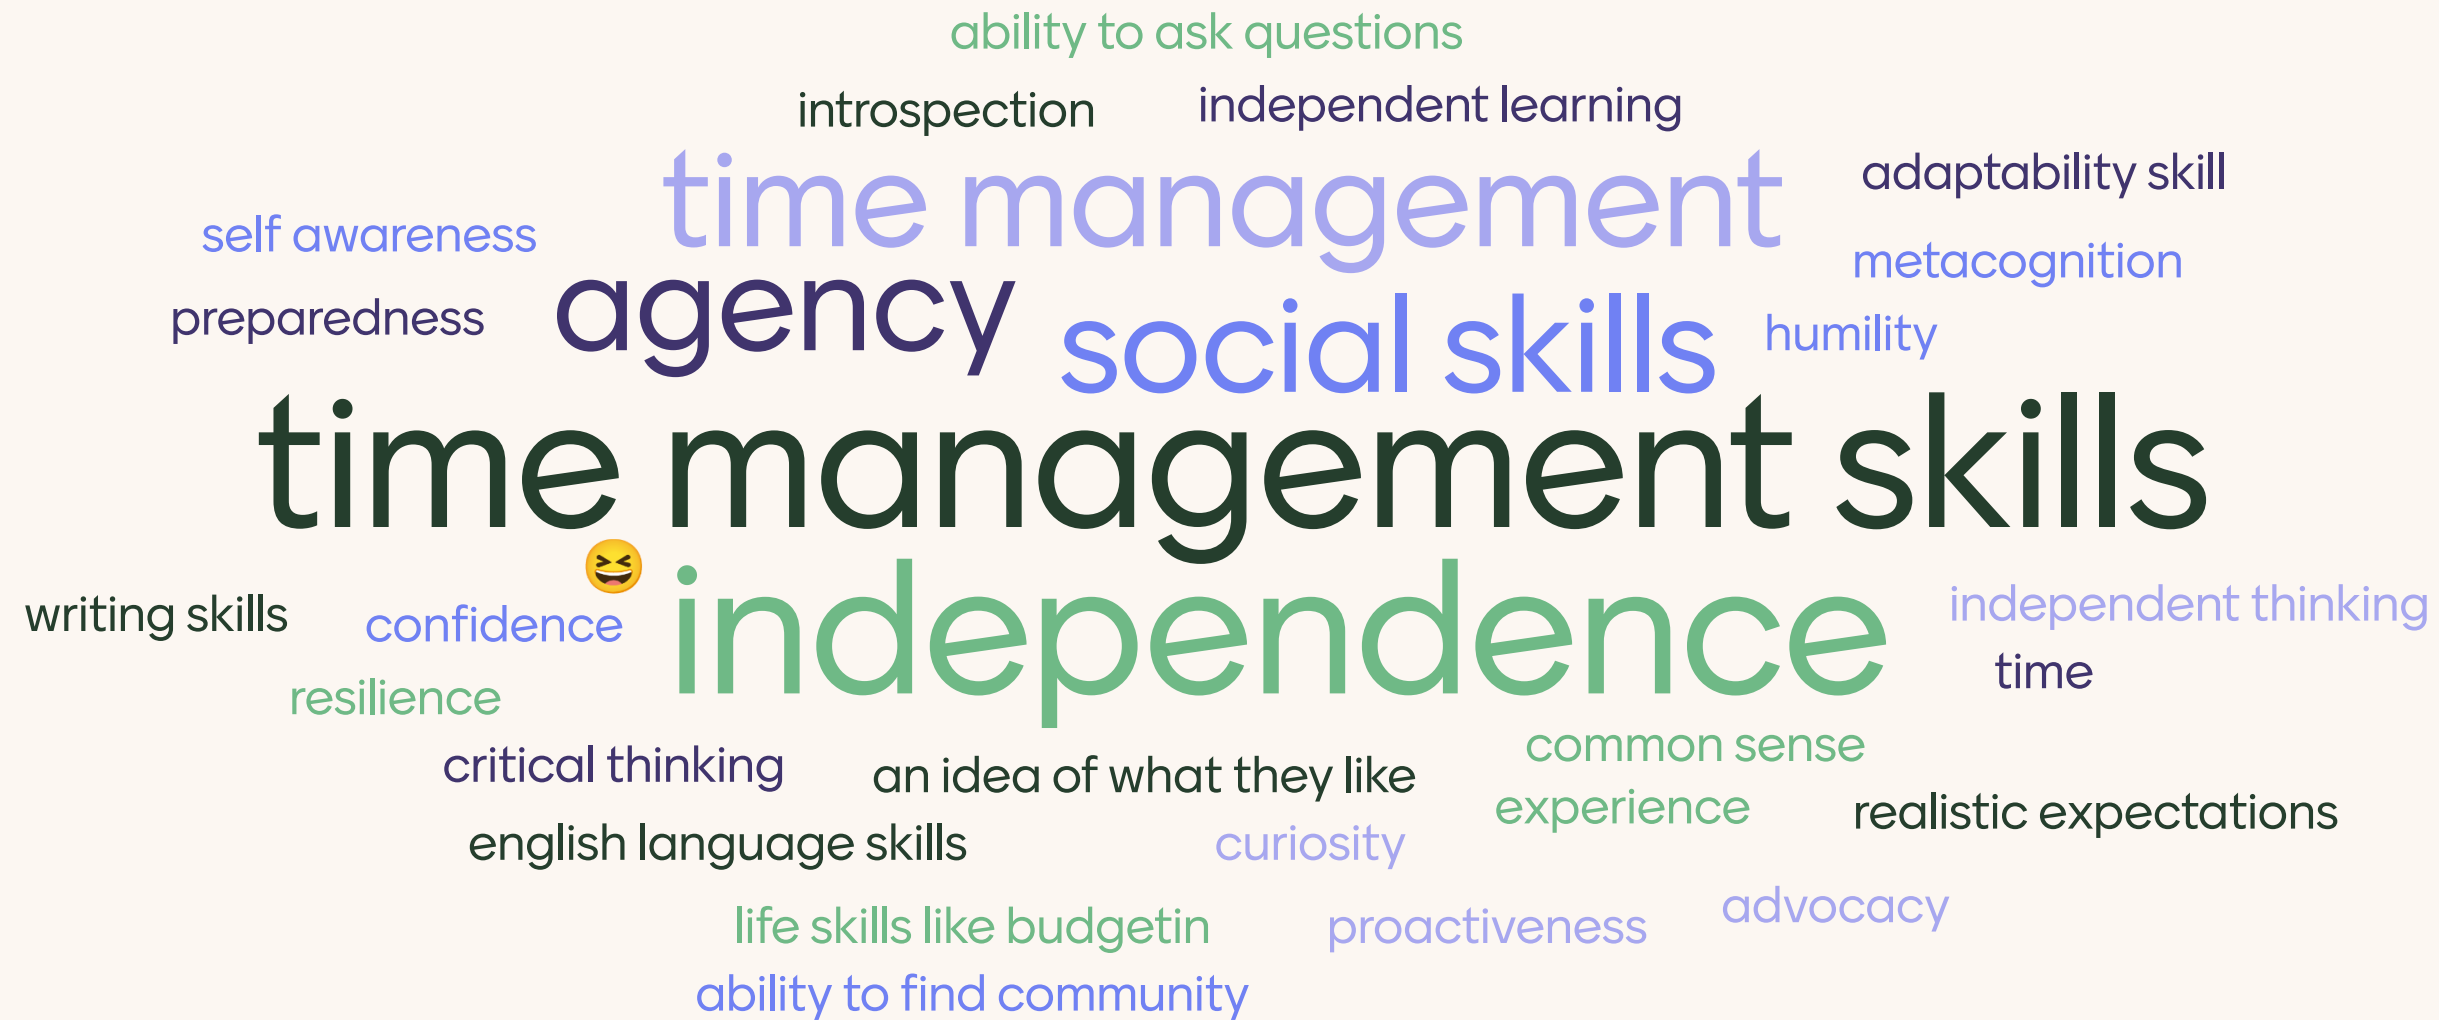 ability to ask questions
introspection
independent learning
time management
adaptability skill
self awareness
metacognition
agency
preparedness
social skills
humility
time management skills
😆
writing skills
confidence
independence
independent thinking
time
resilience
common sense
critical thinking
an idea of what they like
experience
realistic expectations
english language skills
curiosity
life skills like budgetin
proactiveness
advocacy
ability to find community